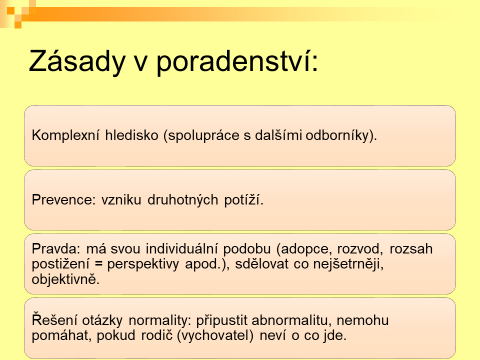 Zásady v poradenství:
Komplexní hledisko (spolupráce s dalšími odborníky).
Prevence: vzniku druhotných potíží.
Pravda: má svou individuální podobu (adopce, rozvod, rozsah
postižení = perspektivy apod.), sdělovat co nejšetrněji,
objektivně.
Řešení otázky normality: připustit abnormalitu, nemohu
pomáhat, pokud rodič (vychovatel) neví o co jde.